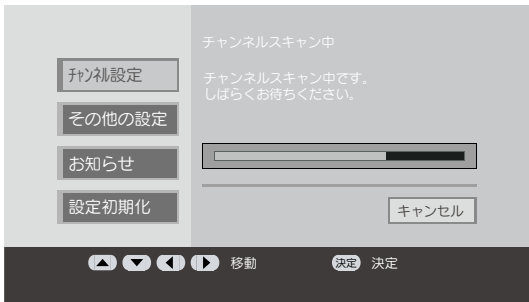 チャンネルスキャン中
チャンネルスキャン中です。
しばらくお待ちください。
ﾁｬﾝﾈﾙ設定
その他の設定
お知らせ
設定初期化
キャンセル
移動
決定 決定